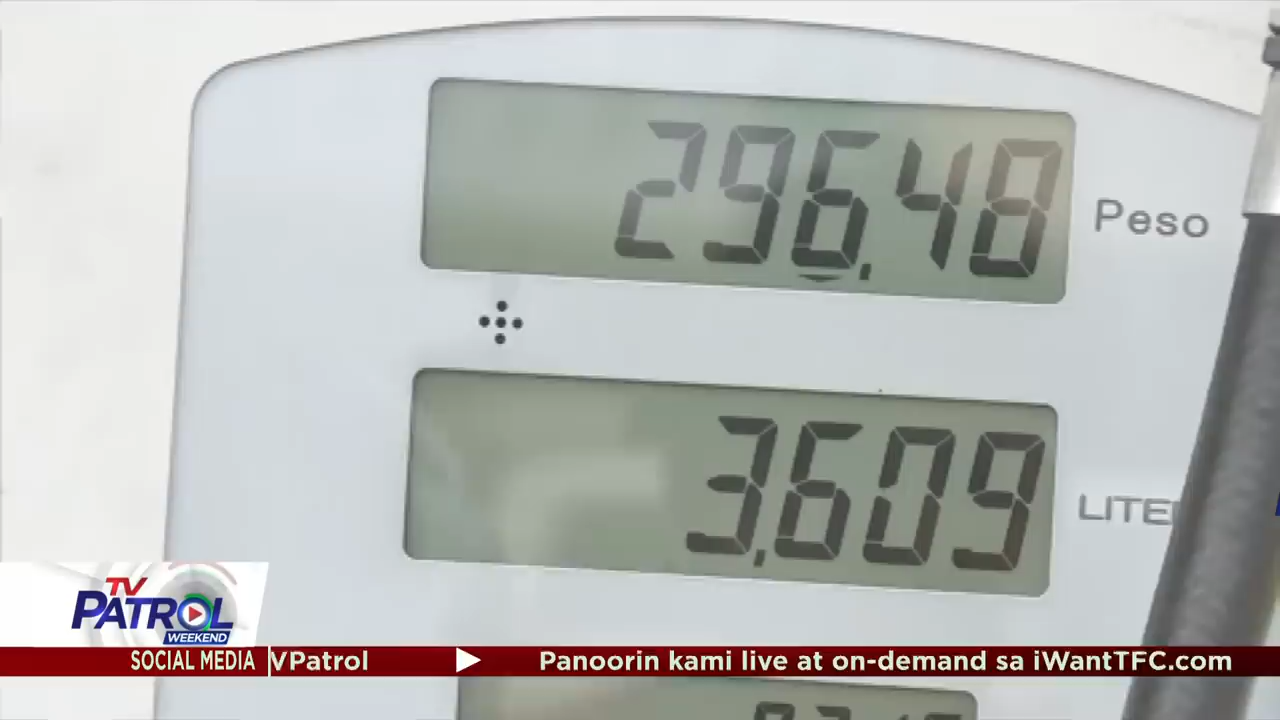 296.48
Peso
3,609
LITE
TV
PATROL
WEEKEND
SOCIAL MEDIA VPatrol Panoorin kami live at on-demand sa iWantTFC.com